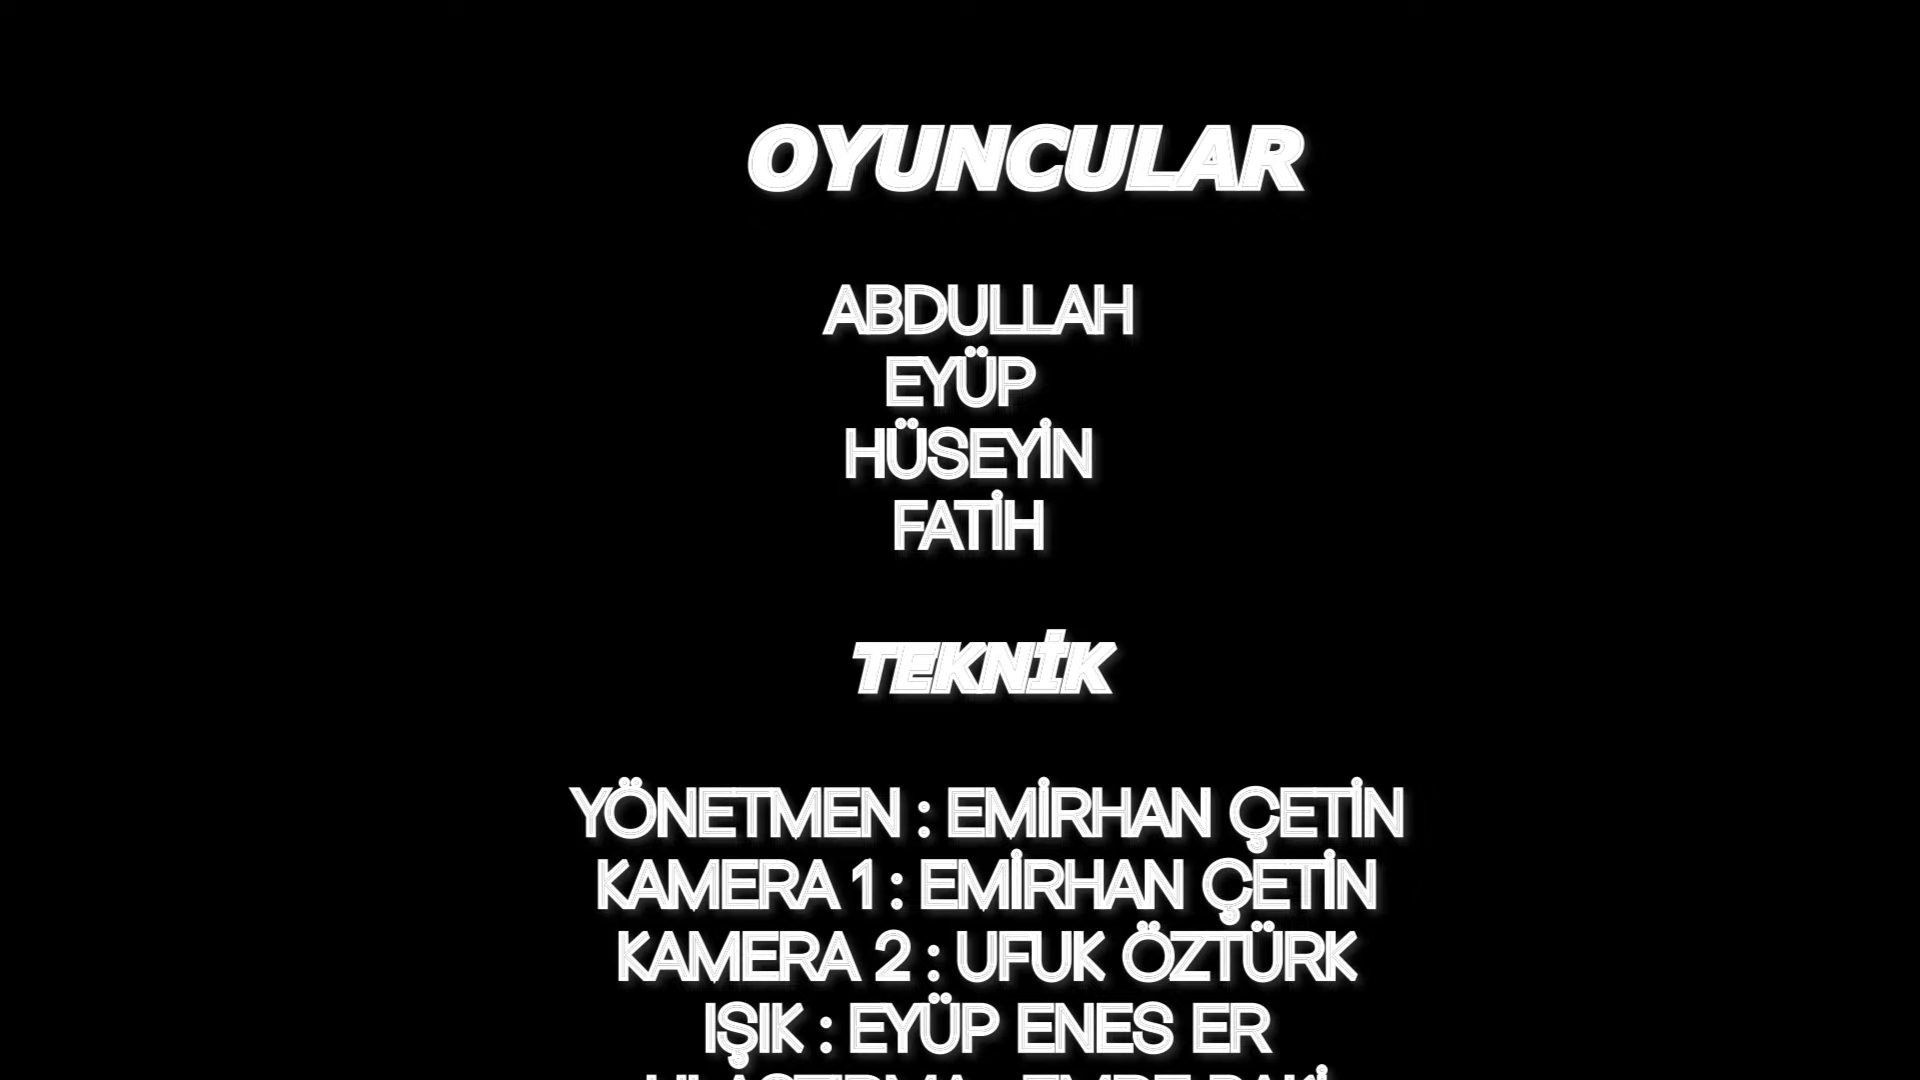 OYUNCULAR
ABDULLAH
EYÜP
HÜSEYİN
FATİH
TEKNİK
YÖNETMEN : EMİRHAN ÇETİN
KAMERA 1 : EMİRHAN ÇETİN
KAMERA 2 : UFUK ÖZTÜRK
IŞIK : EYÜP ENES ER